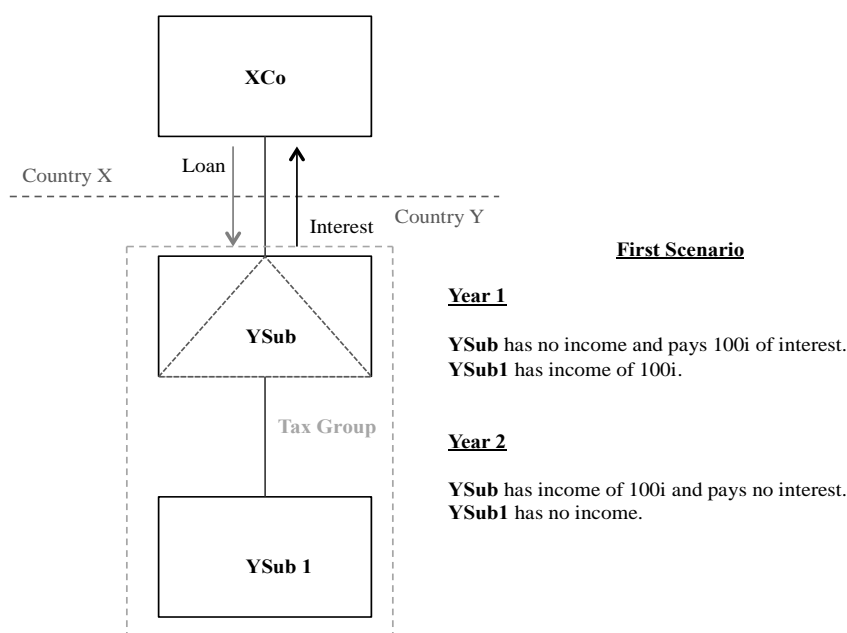 XCo
Loan
Country X
Interest
Country Y
YSub
Tax Group
YSub 1
First Scenario
Year 1
YSub has no income and pays 100i of interest.
YSub1 has income of 100i.
Year 2
YSub has income of 100i and pays no interest.
YSub1 has no income.